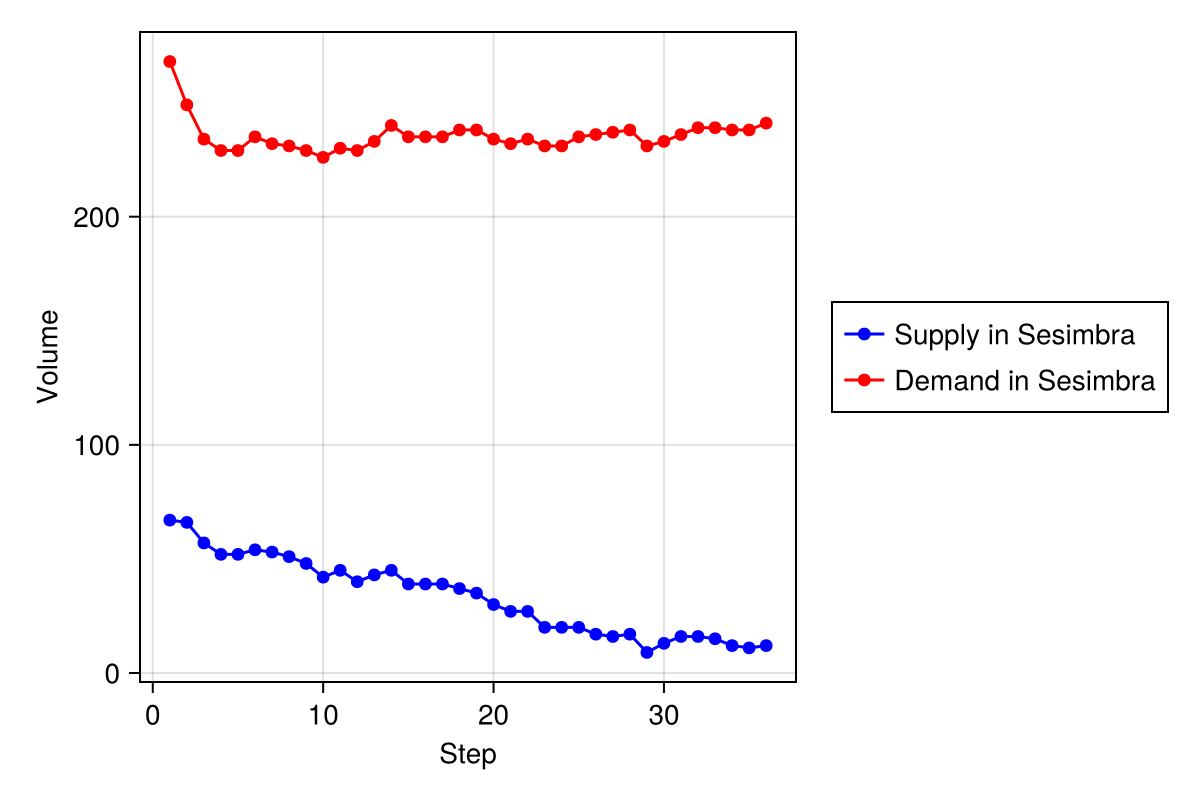 Volume
200
100
0
0 10 20 30
Step
Supply in Sesimbra
Demand in Sesimbra